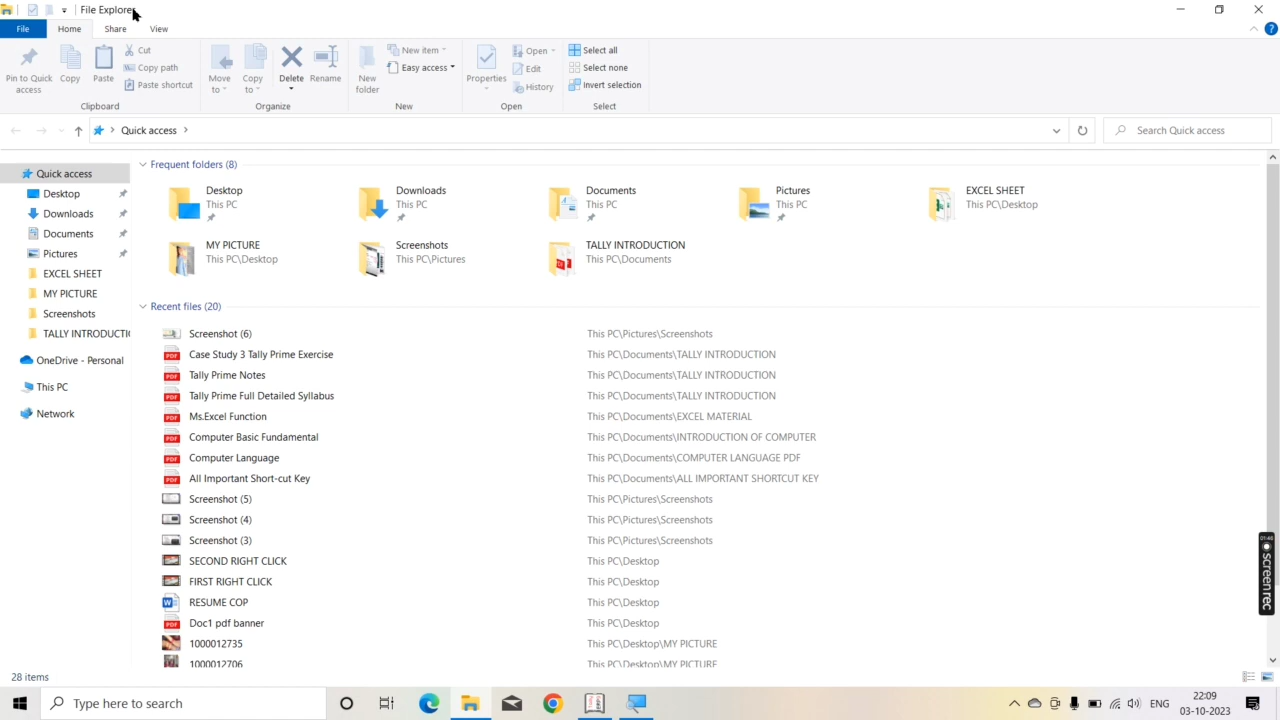 File Explorer
File Home Share View
Pin to Quick access
Copy
Paste
Cut
Copy path
Paste shortcut
Clipboard
Move to
Copy to
Delete
Rename
Organize
New folder
New item
Easy access
New
Properties
Open
Edit
History
Open
Select all
Select none
Invert selection
Select
Quick access
Search Quick access
Quick access
Desktop
Downloads
Documents
Pictures
EXCEL SHEET
MY PICTURE
Screenshots
TALLY INTRODUCTI
OneDrive - Personal
This PC
Network
Frequent folders (8)
Desktop
This PC
Downloads
This PC
Documents
This PC
Pictures
This PC
EXCEL SHEET
This PC\Desktop
MY PICTURE
This PC\Desktop
Screenshots
This PC\Pictures
TALLY INTRODUCTION
This PC\Documents
Recent files (20)
Screenshot (6) This PC\Pictures\Screenshots
Case Study 3 Tally Prime Exercise This PC\Documents\TALLY INTRODUCTION
Tally Prime Notes This PC\Documents\TALLY INTRODUCTION
Tally Prime Full Detailed Syllabus This PC\Documents\TALLY INTRODUCTION
Ms.Excel Function This PC\Documents\EXCEL MATERIAL
Computer Basic Fundamental This PC\Documents\INTRODUCTION OF COMPUTER
Computer Language This PC\Documents\COMPUTER LANGUAGE PDF
All Important Short-cut Key This PC\Documents\ALL IMPORTANT SHORTCUT KEY
Screenshot (5) This PC\Pictures\Screenshots
Screenshot (4) This PC\Pictures\Screenshots
Screenshot (3) This PC\Pictures\Screenshots
SECOND RIGHT CLICK This PC\Desktop
FIRST RIGHT CLICK This PC\Desktop
RESUME COP This PC\Desktop
Doc1 pdf banner This PC\Desktop
1000012735 This PC\Desktop\MY PICTURE
1000012706 This PC\Desktop\MY PICTURE
01:46
screen rec
28 items
Type here to search
ENG
22:09
03-10-2023